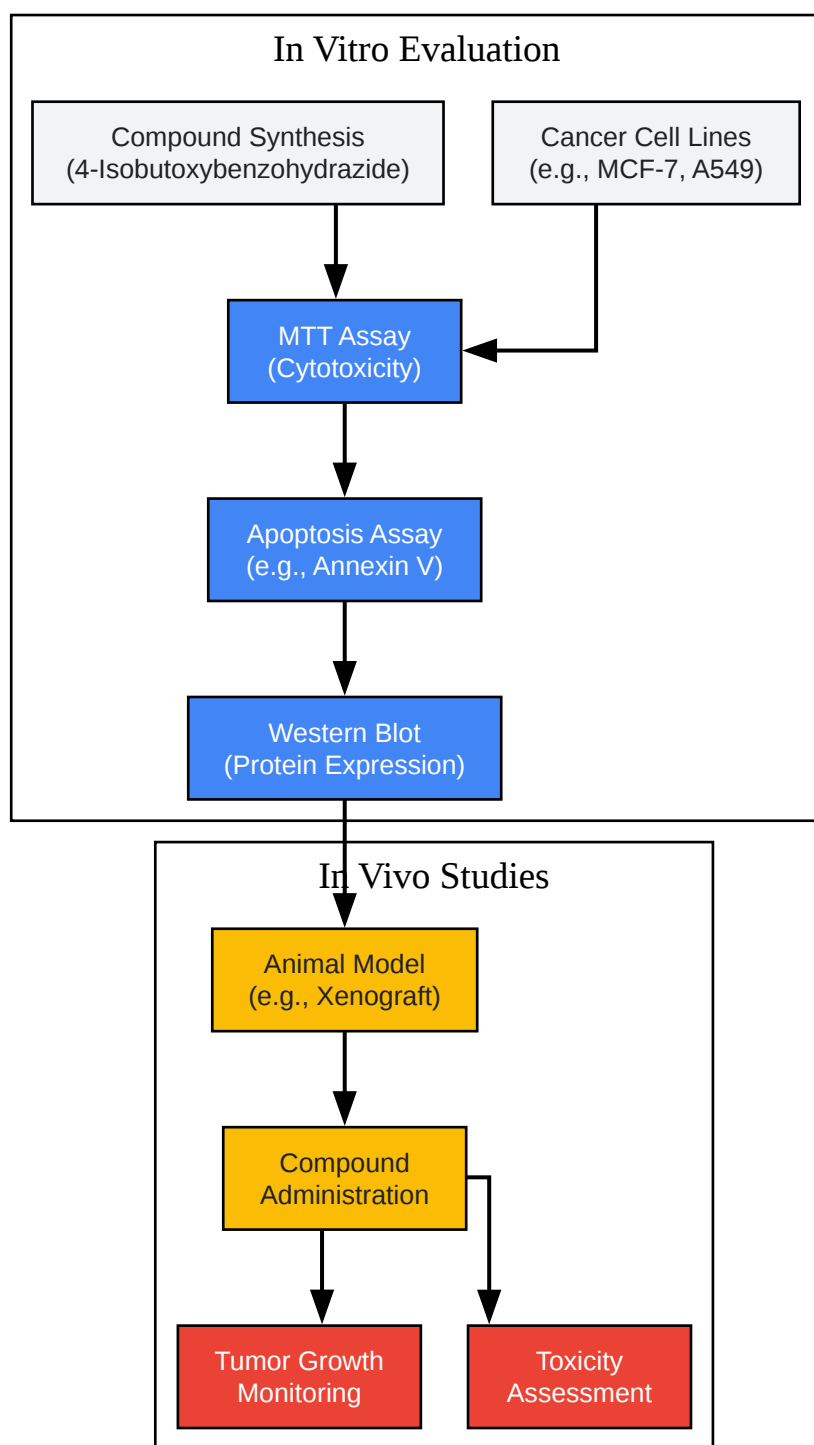 In Vitro Evaluation
Compound Synthesis
(4-Isobutoxybenzohydrazide)
Cancer Cell Lines
(e.g., MCF-7, A549)
MTT Assay
(Cytotoxicity)
Apoptosis Assay
(e.g., Annexin V)
Western Blot
(Protein Expression)
In Vivo Studies
Animal Model
(e.g., Xenograft)
Compound
Administration
Tumor Growth
Monitoring
Toxicity
Assessment